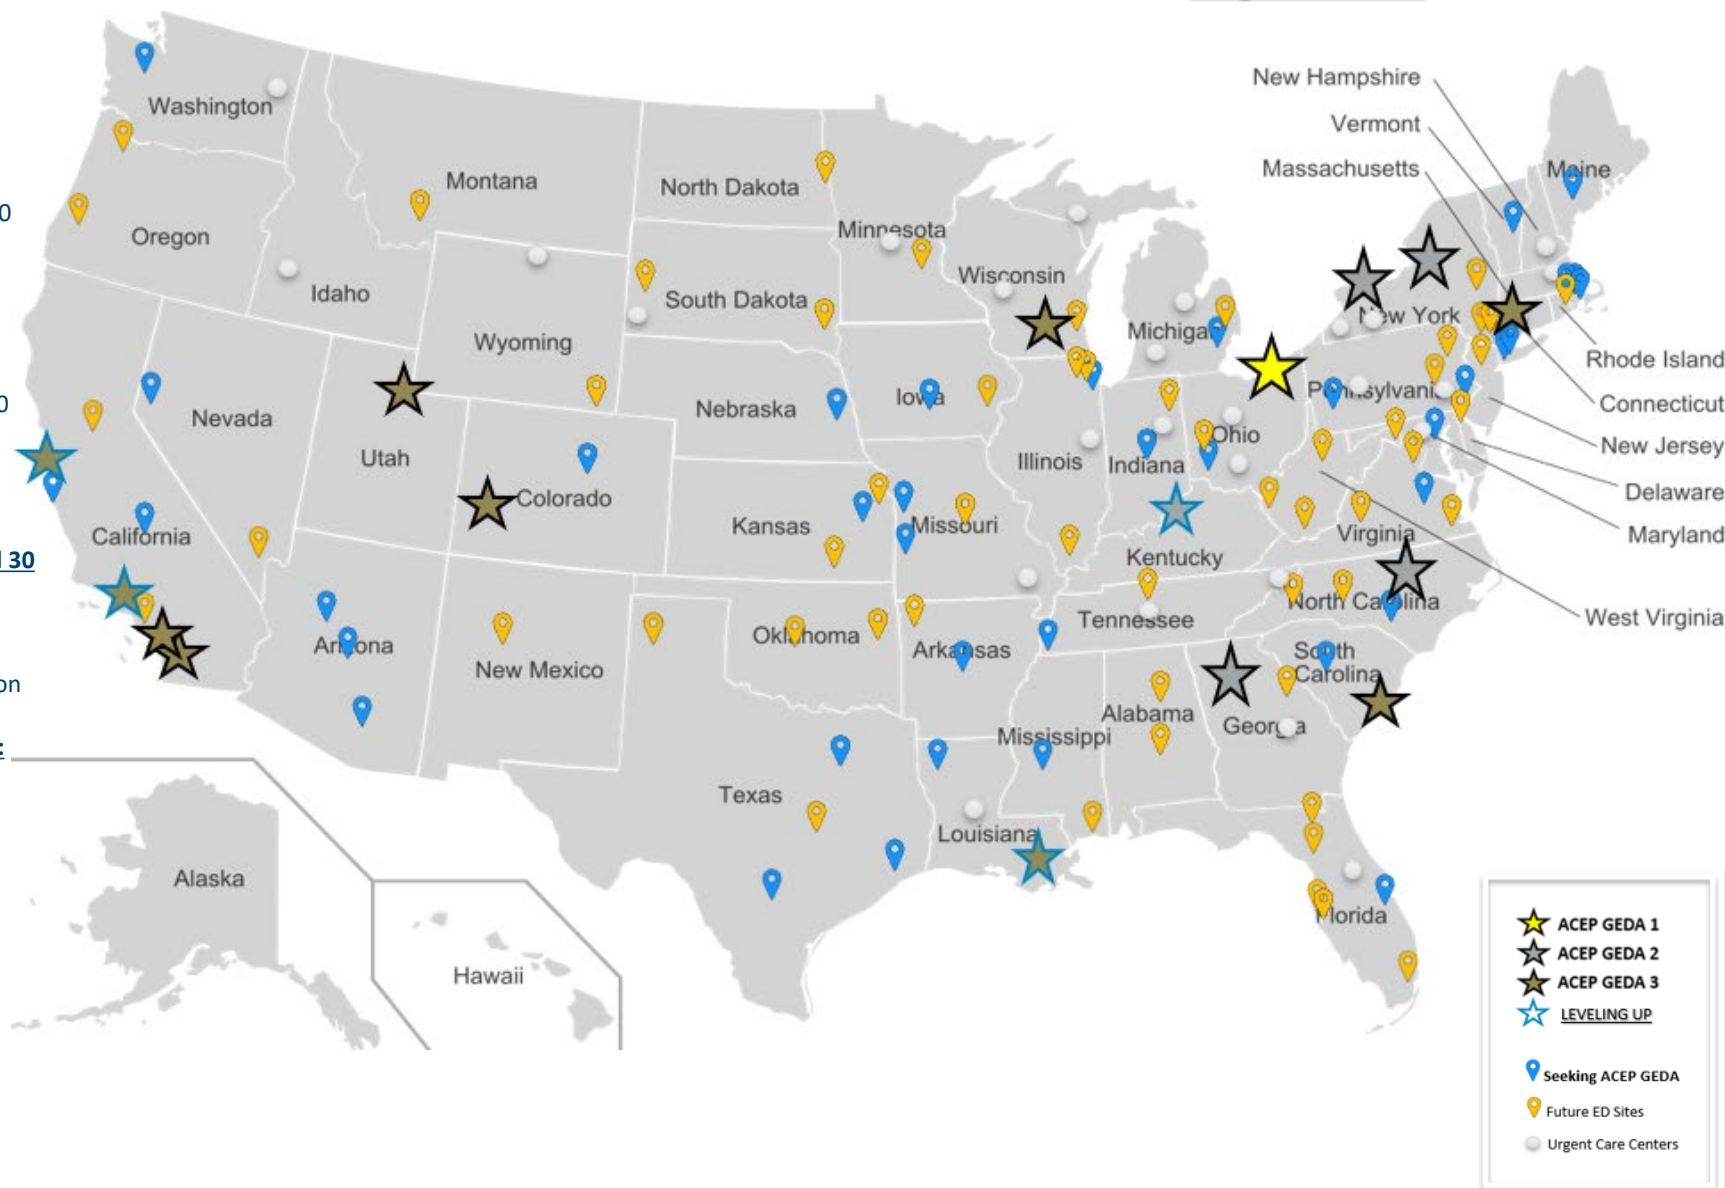 New Hampshire
Washington
Vermont
Massachusetts
Maine
Montana
North Dakota
0
Oregon
Minnesota
Wisconsin
Idaho
South Dakota
New York
Michigan
Wyoming
Rhode Island
Pennsylvania
Iowa
0
Nebraska
Connecticut
Nevada
Ohio
New Jersey
Utah
Illinois
Indiana
Colorado
Delaware
Kansas
Missouri
California
Virginia
Maryland
Kentucky
30
North Carolina
West Virginia
Tennessee
Oklahoma
Arizona
Arkansas
South
Carolina
New Mexico
on
Alabama
Georgia
Mississippi
:
Texas
Louisiana
Alaska
Florida
Hawaii
ACEP GEDA 1
ACEP GEDA 2
ACEP GEDA 3
LEVELING UP
Seeking ACEP GEDA
Future ED Sites
Urgent Care Centers